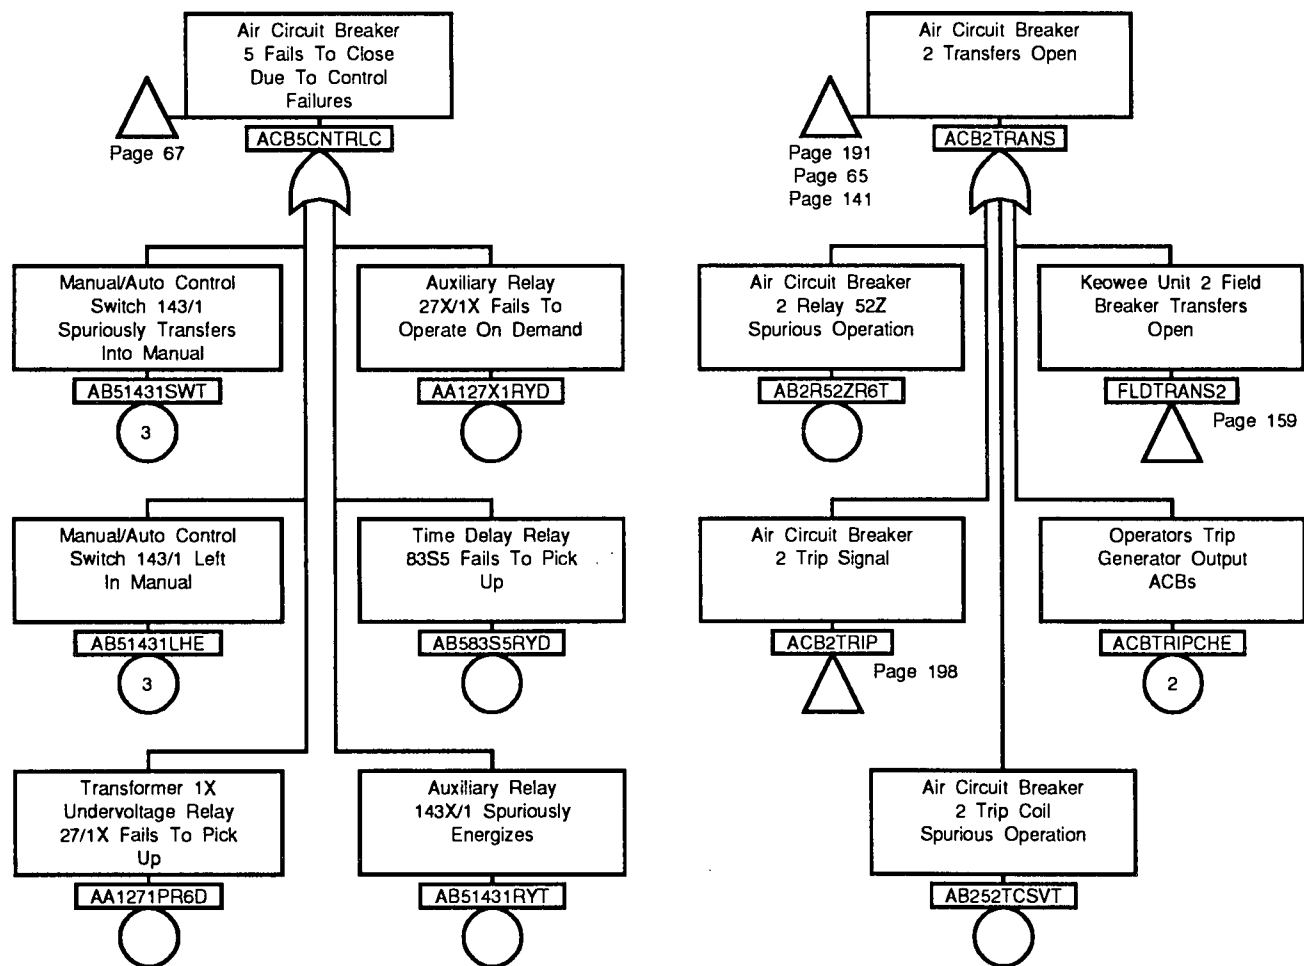 Air Circuit Breaker
5 Fails To Close
Due To Control
Failures
ACB5CNTRLC
Page 67
Manual/Auto Control
Switch 143/1
Spuriously Transfers
Into Manual
AB51431SWT
3
Auxiliary Relay
27X/1X Fails To
Operate On Demand
AA127X1RYD
Manual/Auto Control
Switch 143/1 Left
In Manual
AB51431LHE
3
Time Delay Relay
83S5 Fails To Pick
Up
AB583S5RYD
Transformer 1X
Undervoltage Relay
27/1X Fails To Pick
Up
AA1271PR6D
Auxiliary Relay
143X/1 Spuriously
Energizes
AB51431RYT
Air Circuit Breaker
2 Transfers Open
ACB2TRANS
Page 191
Page 65
Page 141
Air Circuit Breaker
2 Relay 52Z
Spurious Operation
AB2R52ZR6T
Keowee Unit 2 Field
Breaker Transfers
Open
FLDTRANS2
Page 159
Air Circuit Breaker
2 Trip Signal
ACB2TRIP
Page 198
Operators Trip
Generator Output
ACBs
ACBTRIPCHE
2
Air Circuit Breaker
2 Trip Coil
Spurious Operation
AB252TCSVT